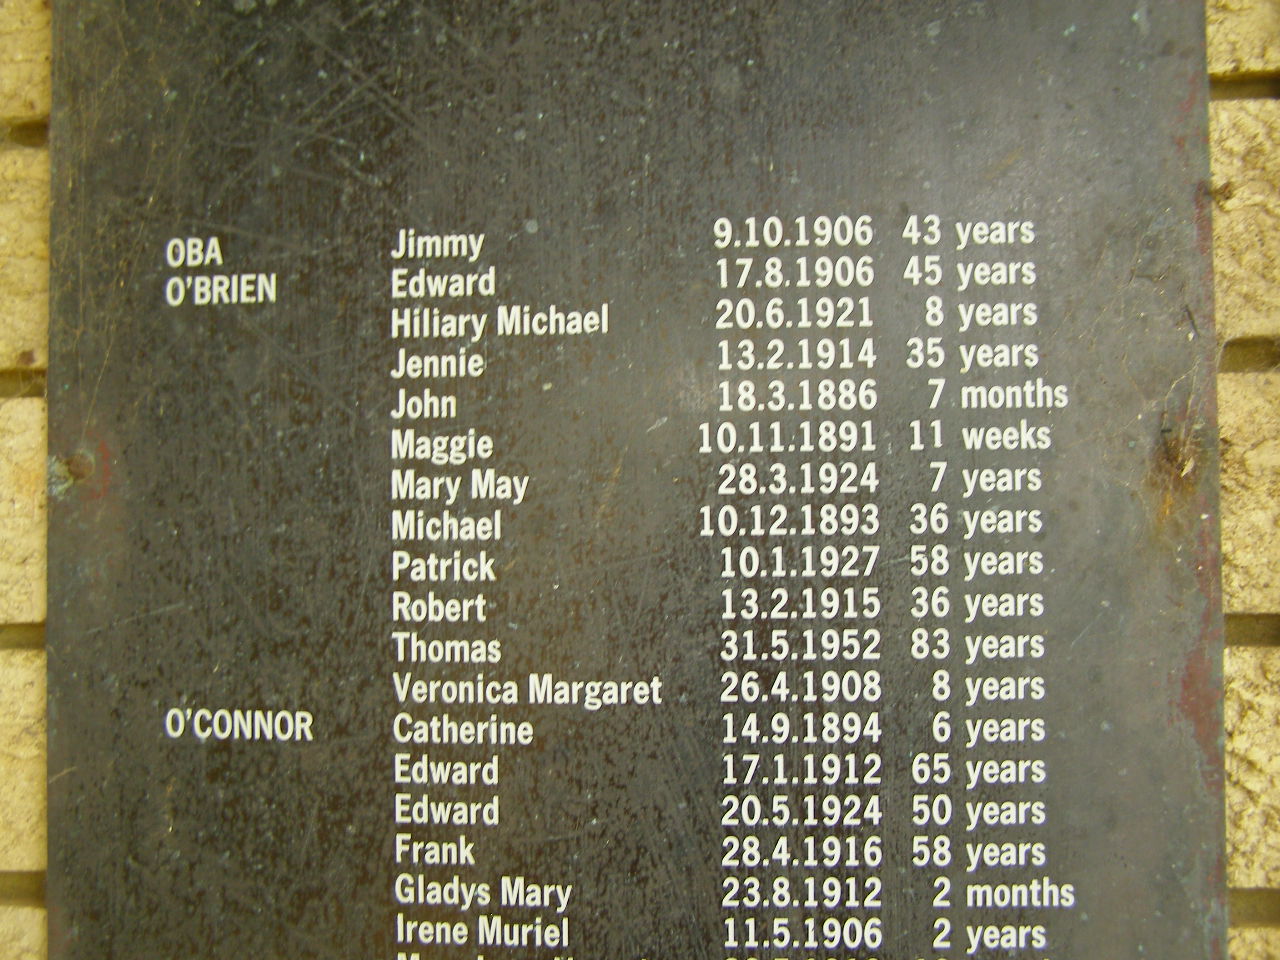 OBA Jimmy 9.10.1906 43 years
O'BRIEN Edward 17.8.1906 45 years
Hiliary Michael 20.6.1921 8 years
Jennie 13.2.1914 35 years
John 18.3.1886 7 months
Maggie 10.11.1891 11 weeks
Mary May 28.3.1924 7 years
Michael 10.12.1893 36 years
Patrick 10.1.1927 58 years
Robert 13.2.1915 36 years
Thomas 31.5.1952 83 years
Veronica Margaret 26.4.1908 8 years
O'CONNOR Catherine 14.9.1894 6 years
Edward 17.1.1912 65 years
Edward 20.5.1924 50 years
Frank 28.4.1916 58 years
Gladys Mary 23.8.1912 2 months
Irene Muriel 11.5.1906 2 years